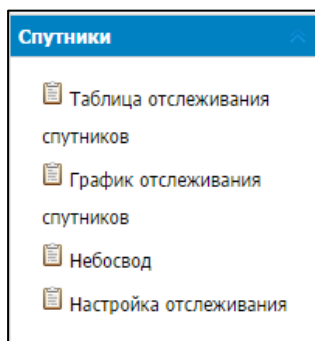 Спутники
Таблица отслеживания
спутников
График отслеживания
спутников
Небосвод
Настройка отслеживания